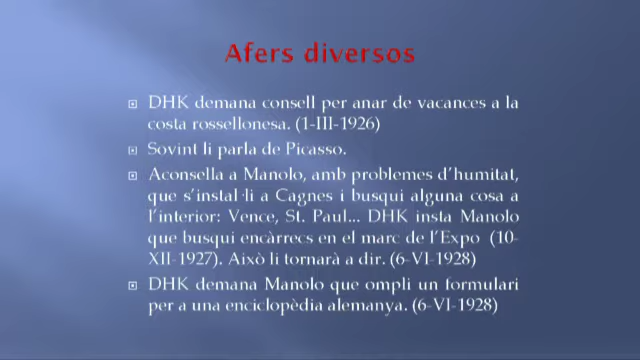 Afers diversos
DHK demana consell per anar de vacances a la
costa rossellonesa. (1-III-1926)
Sovint li parla de Picasso.
Aconsella a Manolo, amb problemes d'humitat,
que s'instal·li a Cagnes i busqui alguna cosa a
l'interior: Vence, St. Paul... DHK insta Manolo
que busqui encàrrecs en el marc de l'Expo (10-
XII-1927). Això li tornarà a dir. (6-VI-1928)
DHK demana Manolo que ompli un formulari
per a una enciclopèdia alemanya. (6-VI-1928)